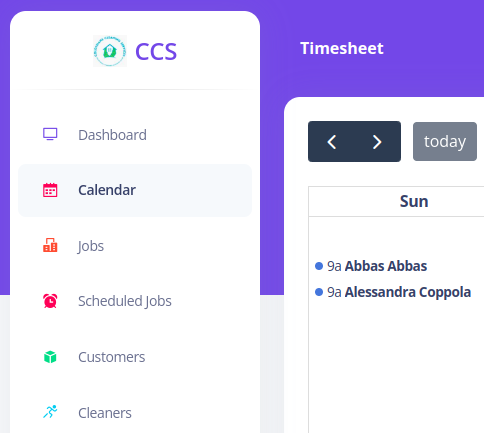 CCS
Dashboard
Calendar
Jobs
Scheduled Jobs
Customers
Cleaners
Timesheet
today
Sun
9a Abbas Abbas
9a Alessandra Coppola